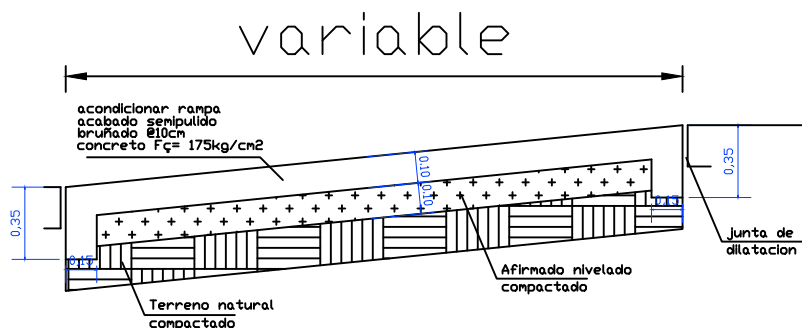 variable
acondicionar rampa
acabado semipulido
bruñado @10cm
concreto Fç= 175kg/cm2
0,10
0,10
0,35
0,35
0,15
0,15
junta de
dilatacion
Afirmado nivelado
compactado
Terreno natural
compactado